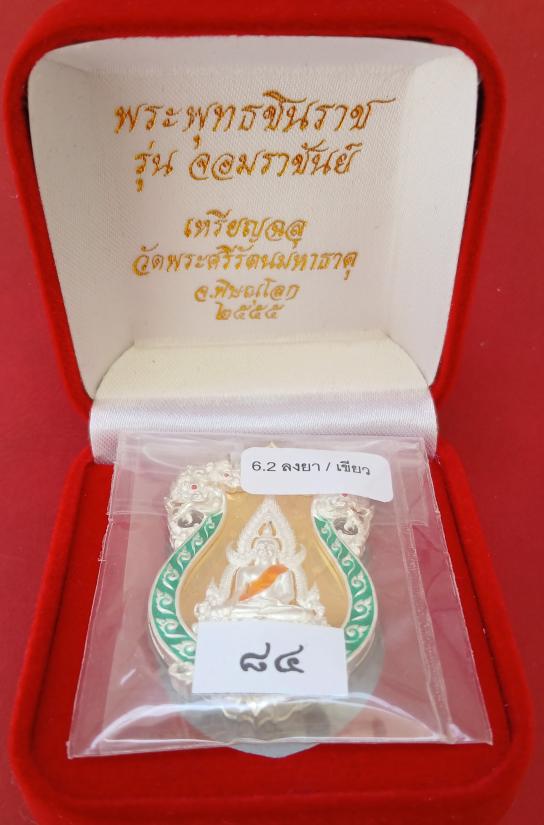 พระพุทธชินราช
รุ่น จอมราชันย์
เหรียญฉลุ
วัดพระศรีรัตนมหาธาตุ
จ.พิษณุโลก
๒๕๕๕
6.2 ลงยา / เขียว
๘๔